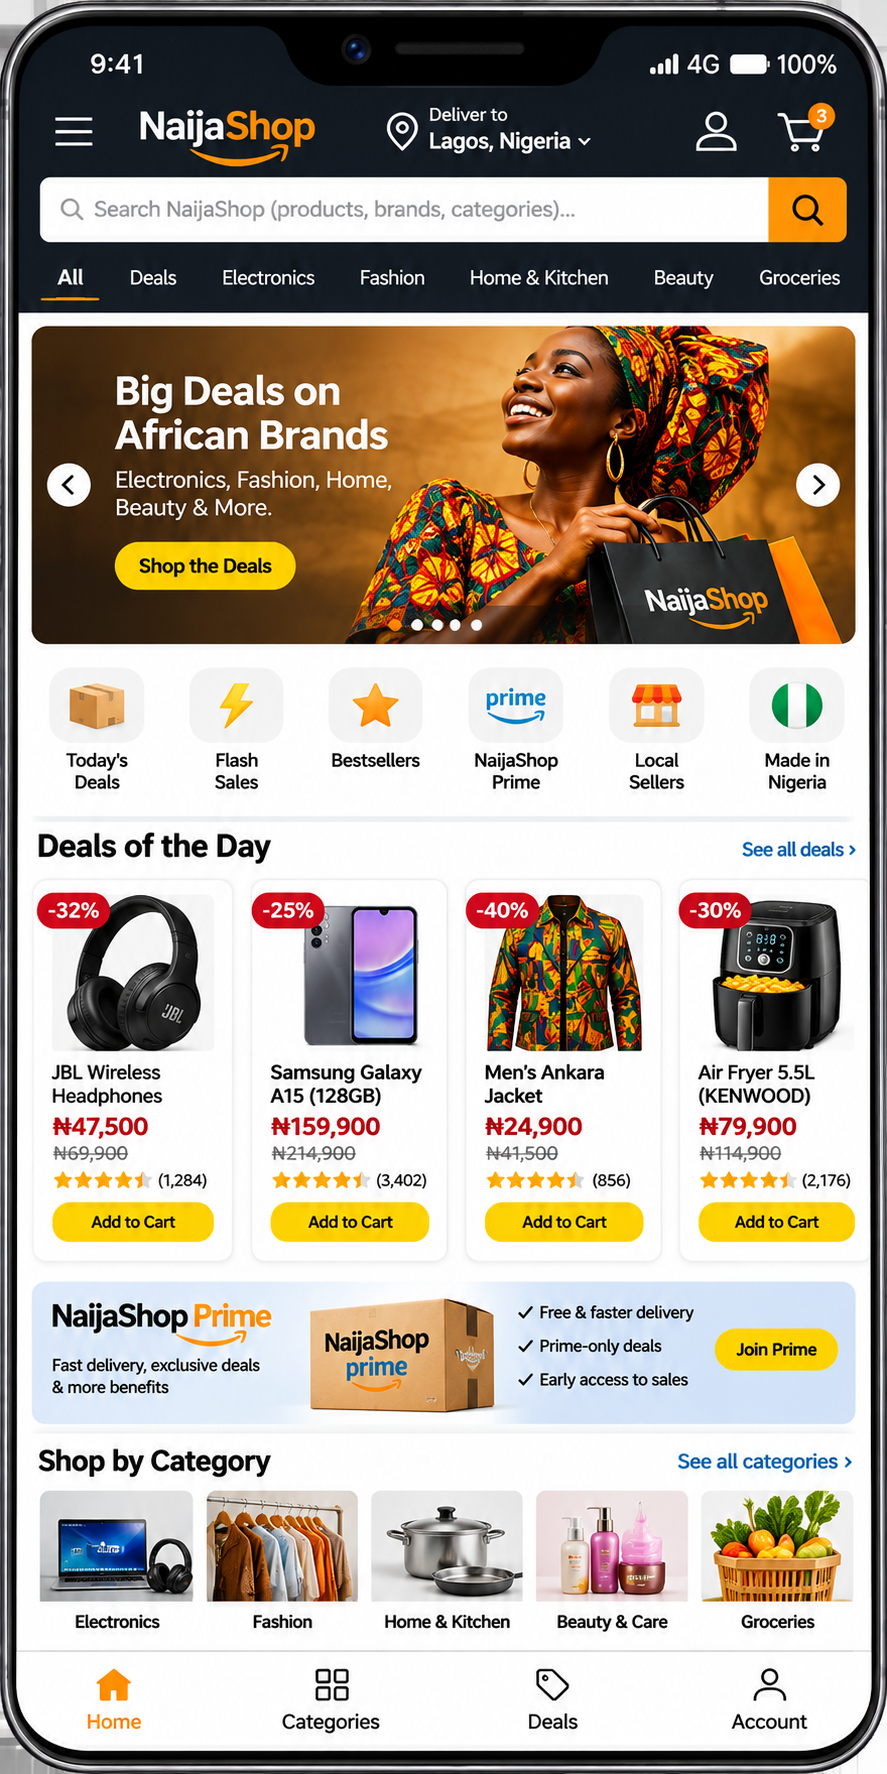 9:41
4G 100%
NaijaShop
Deliver to
Lagos, Nigeria
3
Search NaijaShop (products, brands, categories)...
All Deals Electronics Fashion Home & Kitchen Beauty Groceries
Big Deals on
African Brands
Electronics, Fashion, Home,
Beauty & More.
Shop the Deals
NaijaShop
prime
Today's
Deals
Flash
Sales
Bestsellers
NaijaShop
Prime
Local
Sellers
Made in
Nigeria
Deals of the Day
See all deals ›
-32%
JBL
JBL Wireless
Headphones
₦47,500
₦69,900
(1,284)
Add to Cart
-25%
Samsung Galaxy
A15 (128GB)
₦159,900
₦214,900
(3,402)
Add to Cart
-40%
Men's Ankara
Jacket
₦24,900
₦41,500
(856)
Add to Cart
-30%
Air Fryer 5.5L
(KENWOOD)
₦79,900
₦114,900
(2,176)
Add to Cart
NaijaShop Prime
Fast delivery, exclusive deals
& more benefits
NaijaShop
prime
✓ Free & faster delivery
✓ Prime-only deals
✓ Early access to sales
Join Prime
Shop by Category
See all categories ›
Electronics
Fashion
Home & Kitchen
Beauty & Care
Groceries
Home
Categories
Deals
Account